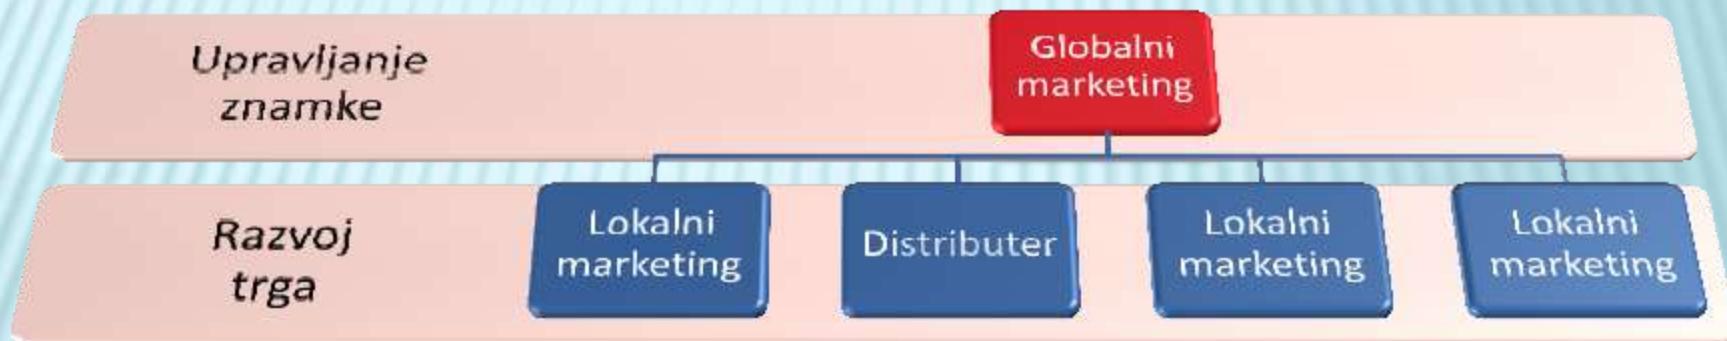 Upravljanje
znamke
Globalni
marketing
Razvoj
trga
Lokalni
marketing
Distributer
Lokalni
marketing
Lokalni
marketing